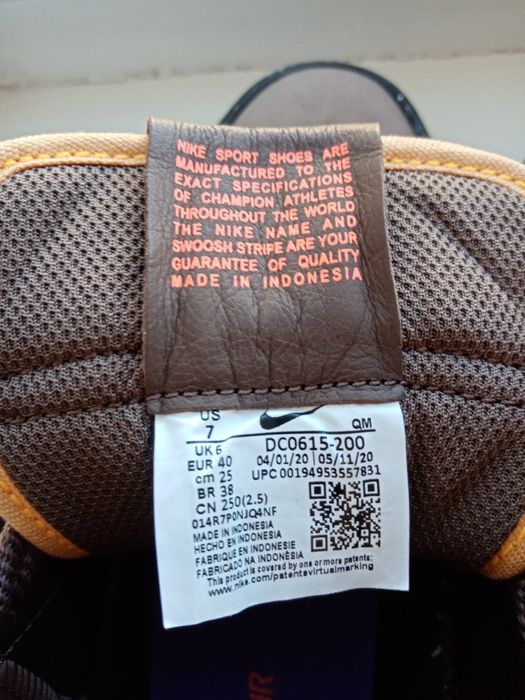 NIKE SPORT SHOES ARE
MANUFACTURED TO THE
EXACT SPECIFICATIONS
OF CHAMPION ATHLETES
THROUGHOUT THE WORLD
THE NIKE NAME AND
SWOOSH STRIPE ARE YOUR
GUARANTEE OF QUALITY
MADE IN INDONESIA
US
7
QM
UK 6
DC0615-200
EUR 40
04/01/20 05/11/20
cm 25
UPC 00194953557831
BR 38
CN 250(2.5)
014R7P0NJQ4NF
MADE IN INDONESIA
HECHO EN INDONESIA
FABRIQUE EN INDONESIE
FABRICADO NA INDONÉSIA
This product is covered by one or more patents:
www.nike.com/patentsvirtualmarking